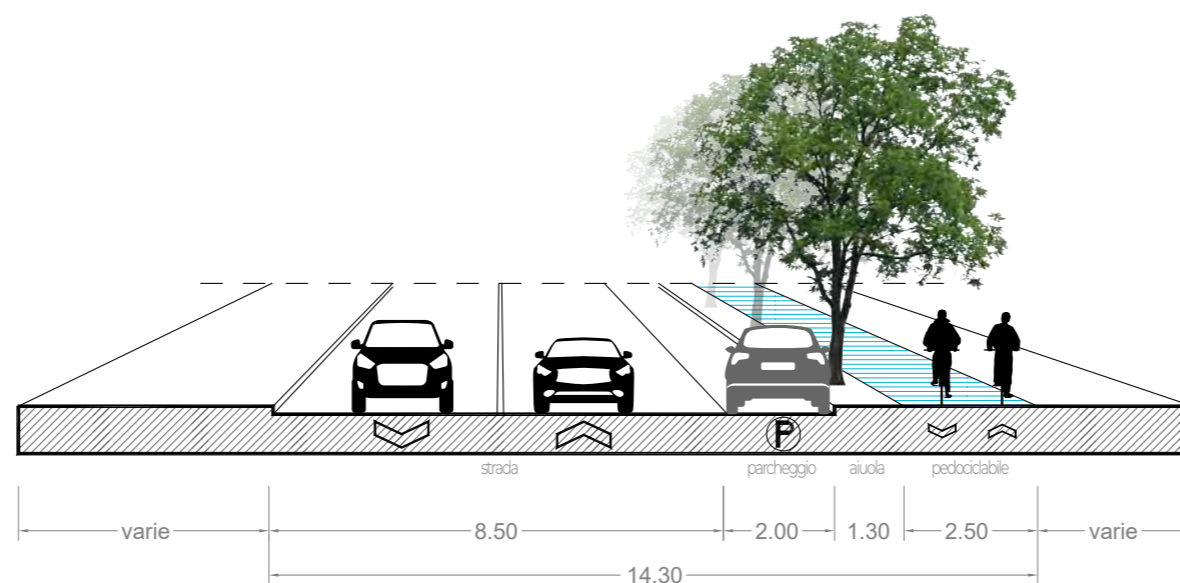 P
strada parcheggio aiuola pedociclabile
varie 8.50 2.00 1.30 2.50 varie
14.30